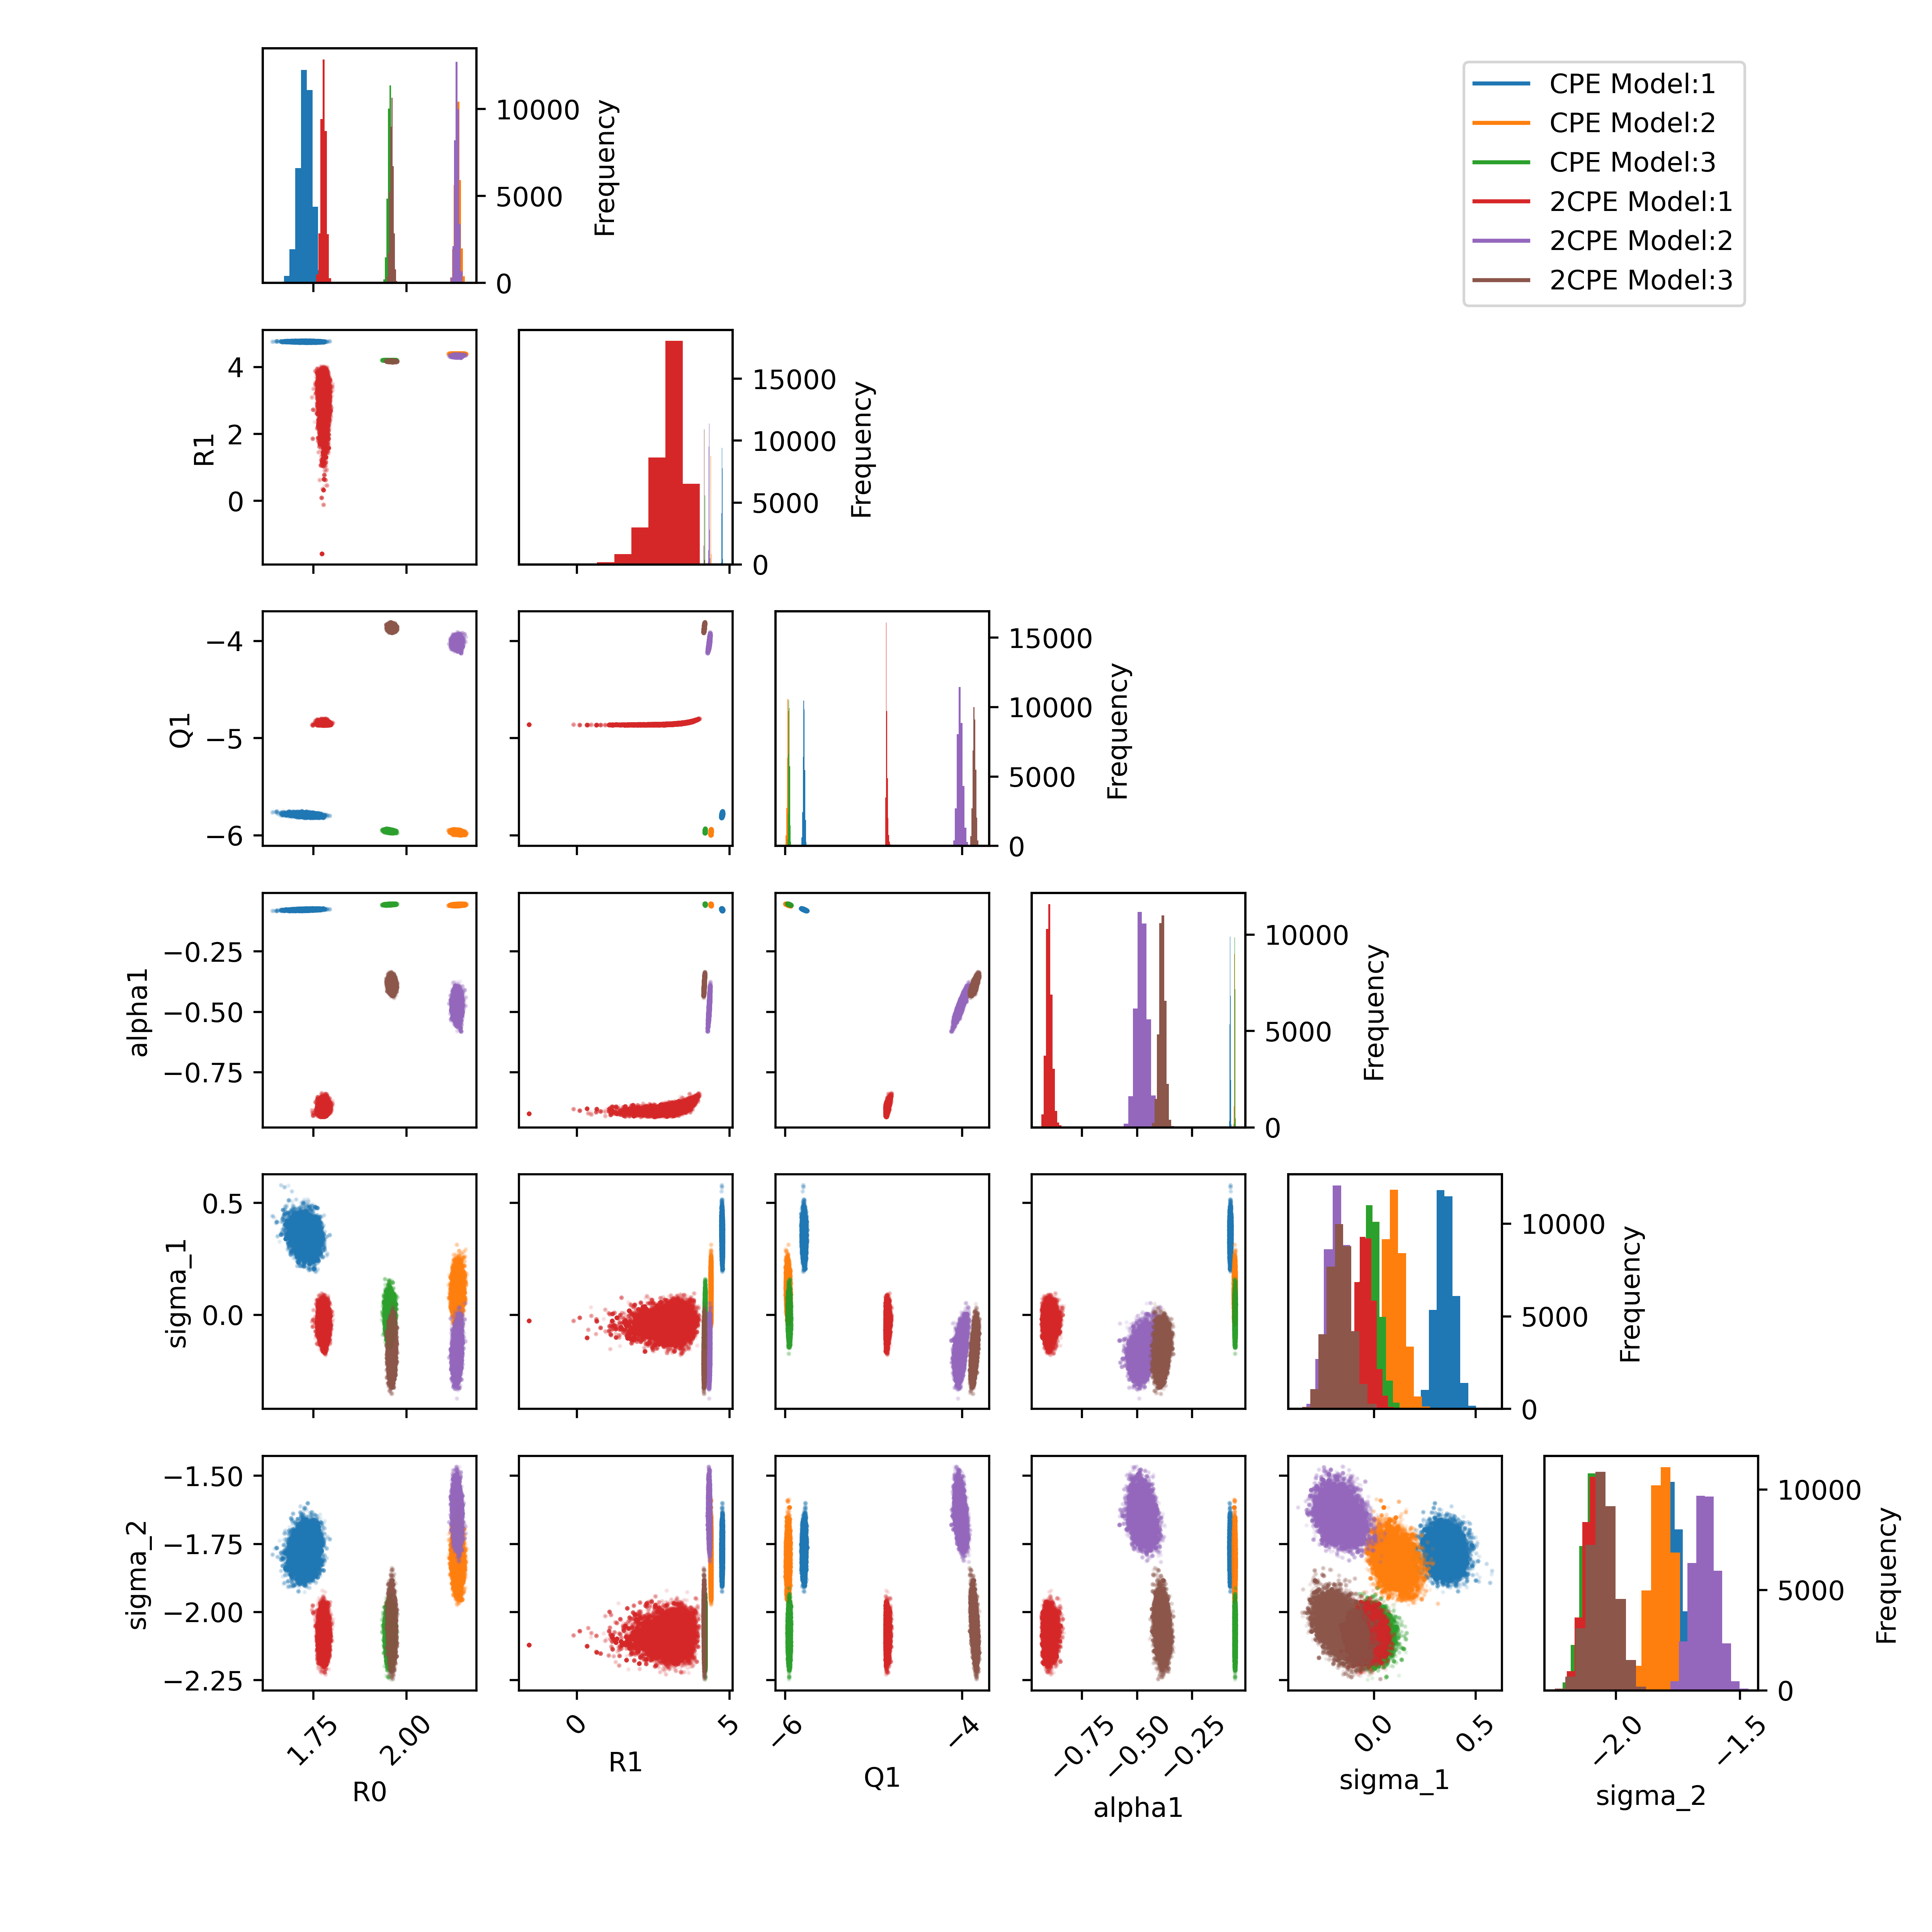 CPE Model:1
CPE Model:2
CPE Model:3
2CPE Model:1
2CPE Model:2
2CPE Model:3
10000
5000
0
Frequency
4
2
0
R1
15000
10000
5000
0
Frequency
−4
−5
−6
Q1
15000
10000
5000
0
Frequency
−0.25
−0.50
−0.75
alpha1
10000
5000
0
Frequency
0.5
0.0
sigma_1
10000
5000
0
Frequency
−1.50
−1.75
−2.00
−2.25
sigma_2
10000
5000
0
Frequency
1.75
2.00
R0
0
5
R1
−6
−4
Q1
−0.75
−0.50
−0.25
alpha1
0.0
0.5
sigma_1
−2.0
−1.5
sigma_2